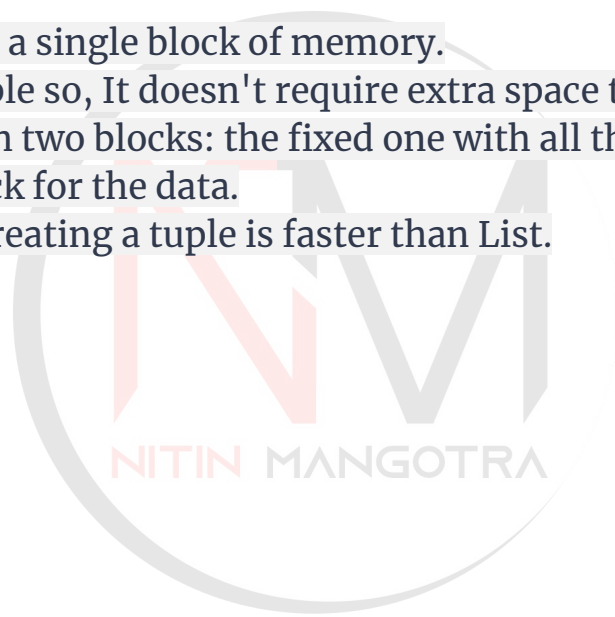 a single block of memory.
ble so, It doesn't require extra space t
n two blocks: the fixed one with all th
ck for the data.
reating a tuple is faster than List.
NITIN MANGOTRA